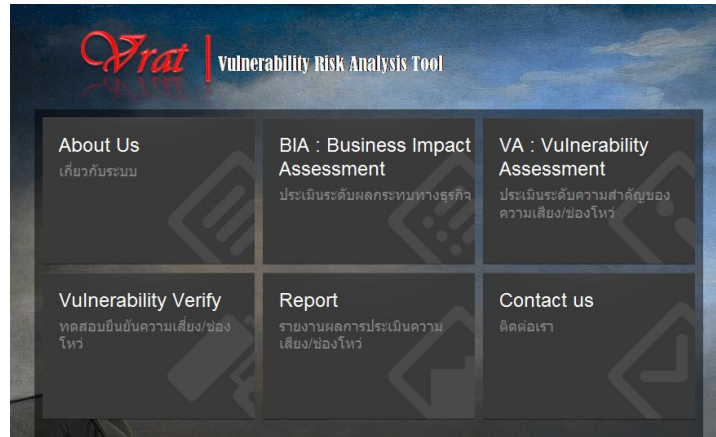 Vrat
Vulnerability Risk Analysis Tool
About Us
เกี่ยวกับระบบ
BIA : Business Impact
Assessment
ประเมินระดับผลกระทบทางธุรกิจ
VA : Vulnerability
Assessment
ประเมินระดับความสำคัญของ
ความเสี่ยง/ช่องโหว่
Vulnerability Verify
ทดสอบยืนยันความเสี่ยง/ช่อง
โหว่
Report
รายงานผลการประเมินความ
เสี่ยง/ช่องโหว่
Contact us
ติดต่อเรา